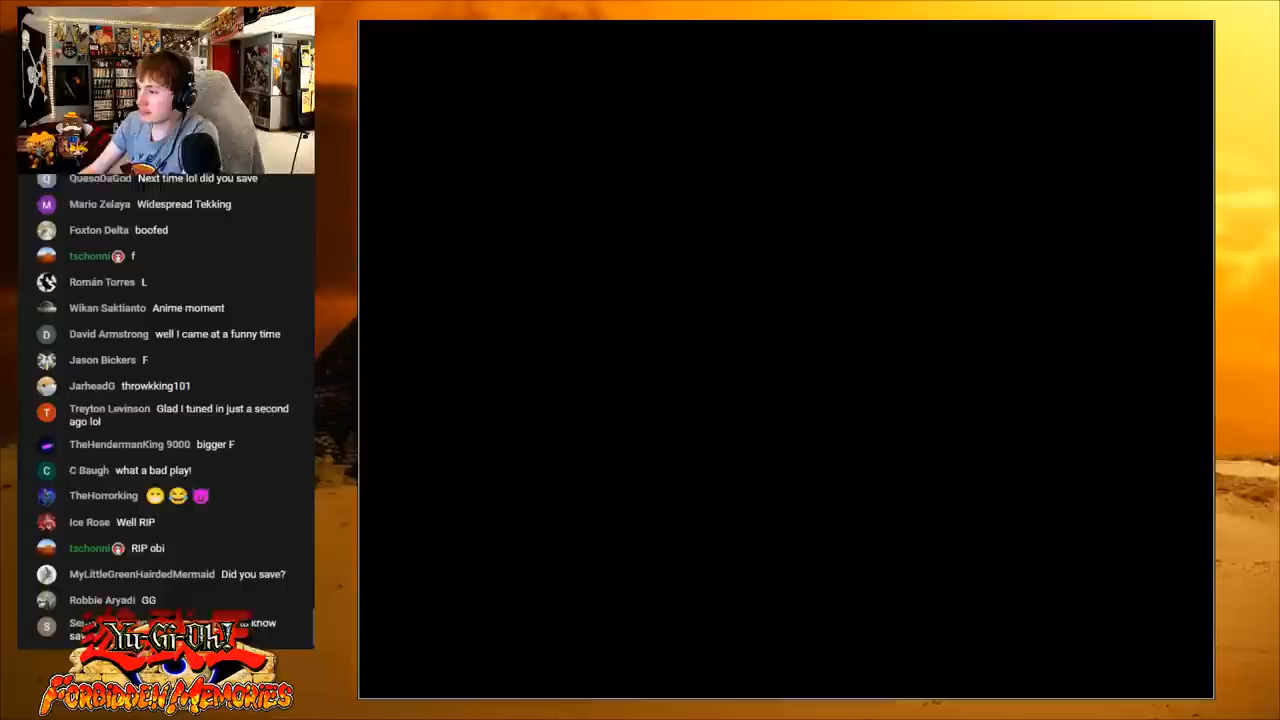 QuesoDaGod Next time lol did you save
Mario Zelaya Widespread Tekking
Foxton Delta boofed
tschonni f
Román Torres L
Wikan Saktianto Anime moment
D David Armstrong well I came at a funny time
Jason Bickers F
JarheadG throwkking101
T Treyton Levinson Glad I tuned in just a second
ago lol
TheHendermanKing 9000 bigger F
C C Baugh what a bad play!
TheHorrorking
Ice Rose Well RIP
tschonni RIP obi
MyLittleGreenHairdedMermaid Did you save?
Robbie Aryadi GG
S know
Yu-Gi-Oh!
FORBIDDEN MEMORIES